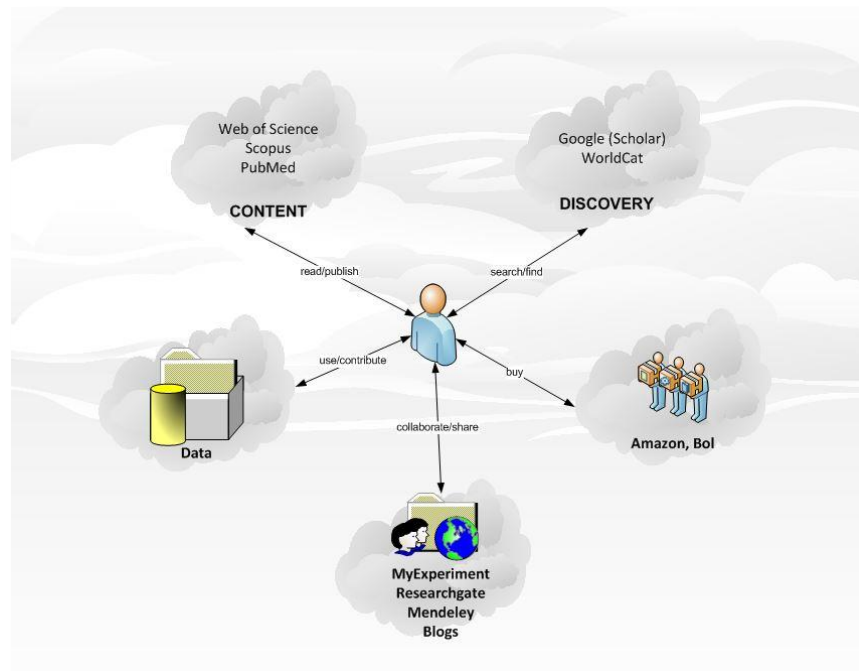 Web of Science
Scopus
PubMed
CONTENT
Google (Scholar)
WorldCat
DISCOVERY
read/publish
search/find
use/contribute
buy
Data
collaborate/share
Amazon, Bol
MyExperiment
Researchgate
Mendeley
Blogs